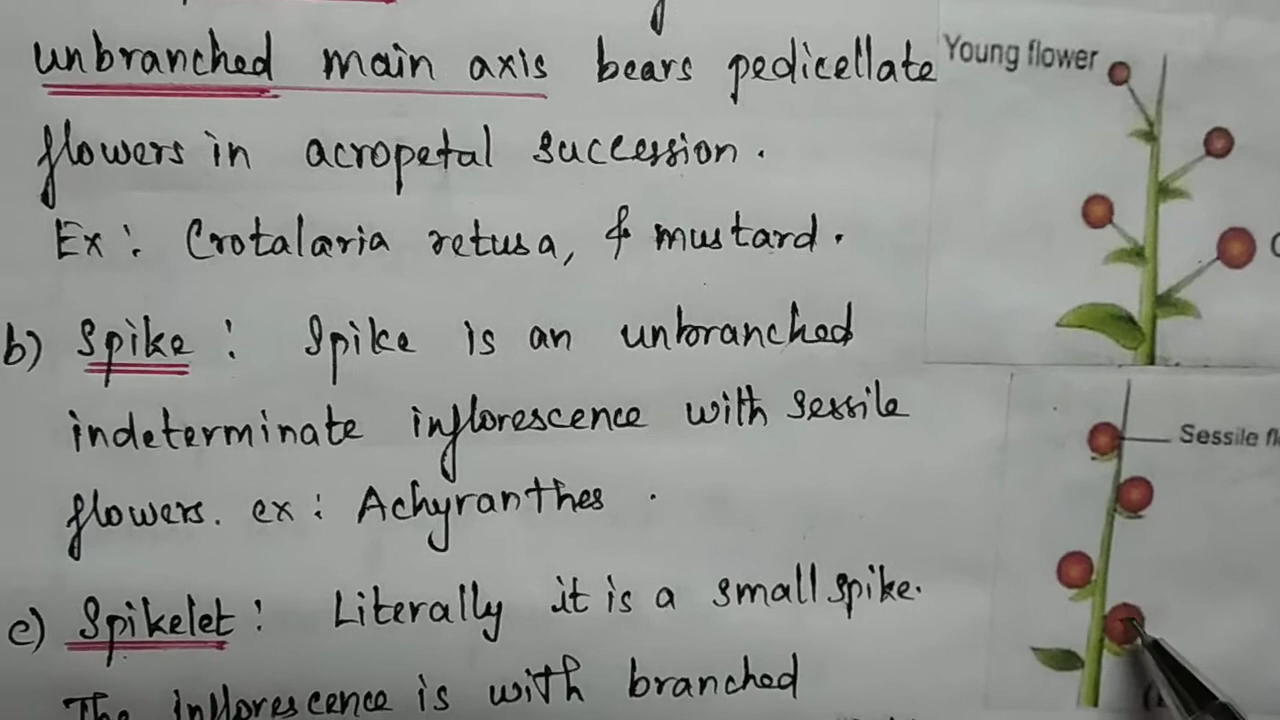 unbranched main axis bears pedicellate
flowers in acropetal succession.
Ex: Crotalaria retusa, & mustard.
b) Spike: Spike is an unbranched
indeterminate inflorescence with sessile
flowers. ex: Achyranthes.
c) Spikelet: Literally it is a small spike.
The inflorescence is with branched
Young flower
Sessile